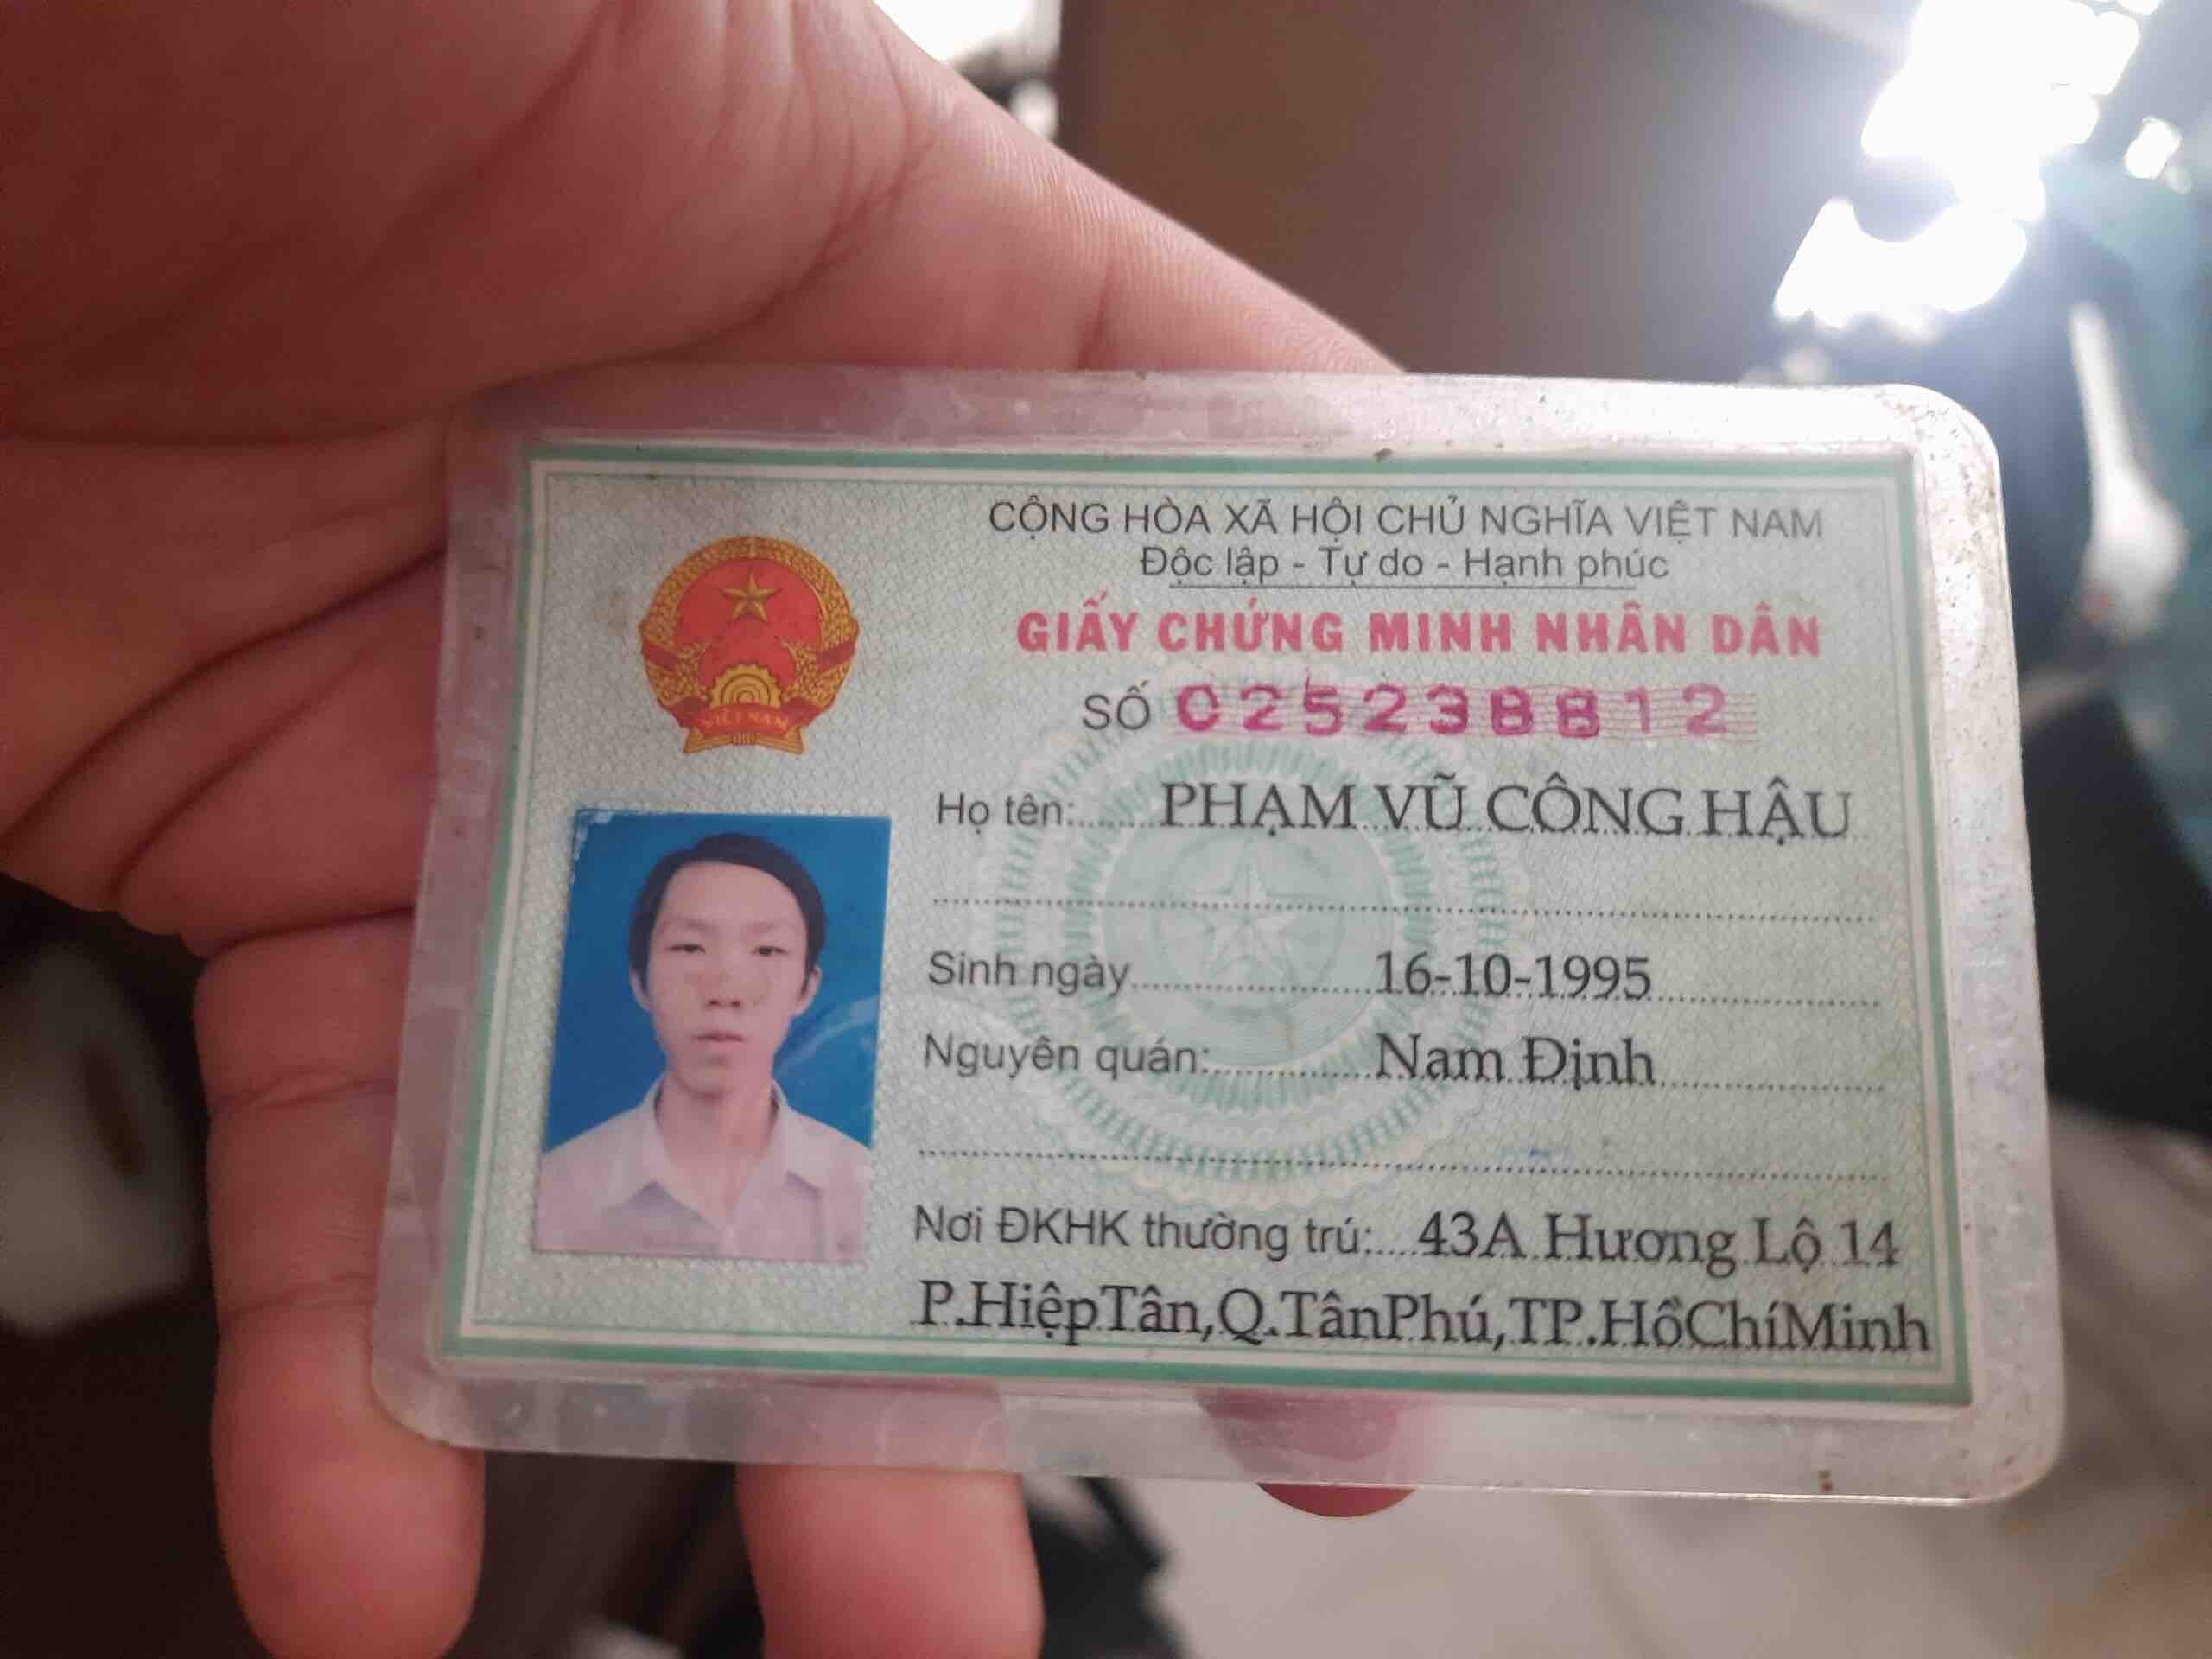 CỘNG HÒA XÃ HỘI CHỦ NGHĨA VIỆT NAM
Độc lập - Tự do - Hạnh phúc
GIẤY CHỨNG MINH NHÂN DÂN
SỐ 025238812
VIỆT NAM
Họ tên: PHẠM VŨ CÔNG HẬU
Sinh ngày 16-10-1995
Nguyên quán: Nam Định
Nơi ĐKHK thường trú: 43A Hương Lộ 14
P.HiệpTân,Q.TânPhú,TP.HồChíMinh